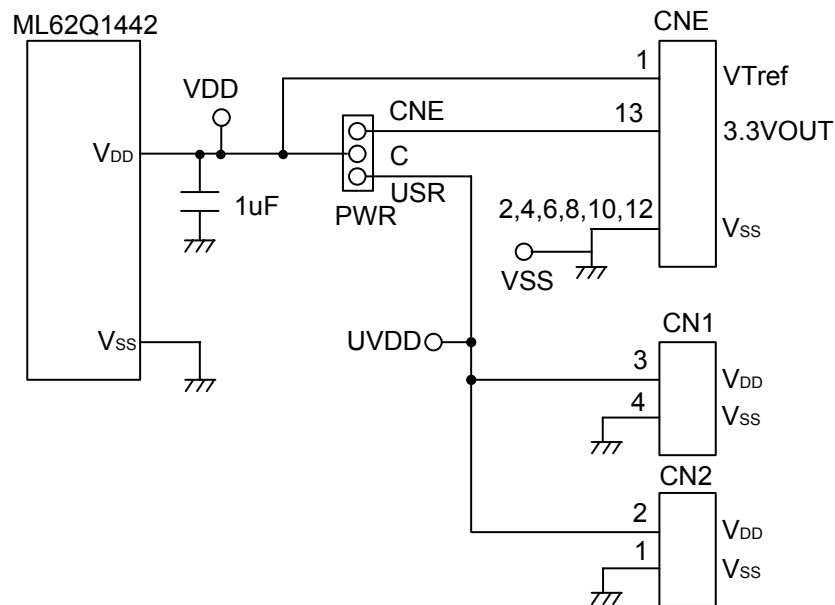 ML62Q1442
CNE
1
VTref
VDD
CNE
13
3.3VOUT
VDD
C
1uF
USR
PWR
2,4,6,8,10,12
VSS
VSS
VSS
UVDD
CN1
3
VDD
4
VSS
CN2
2
VDD
1
VSS